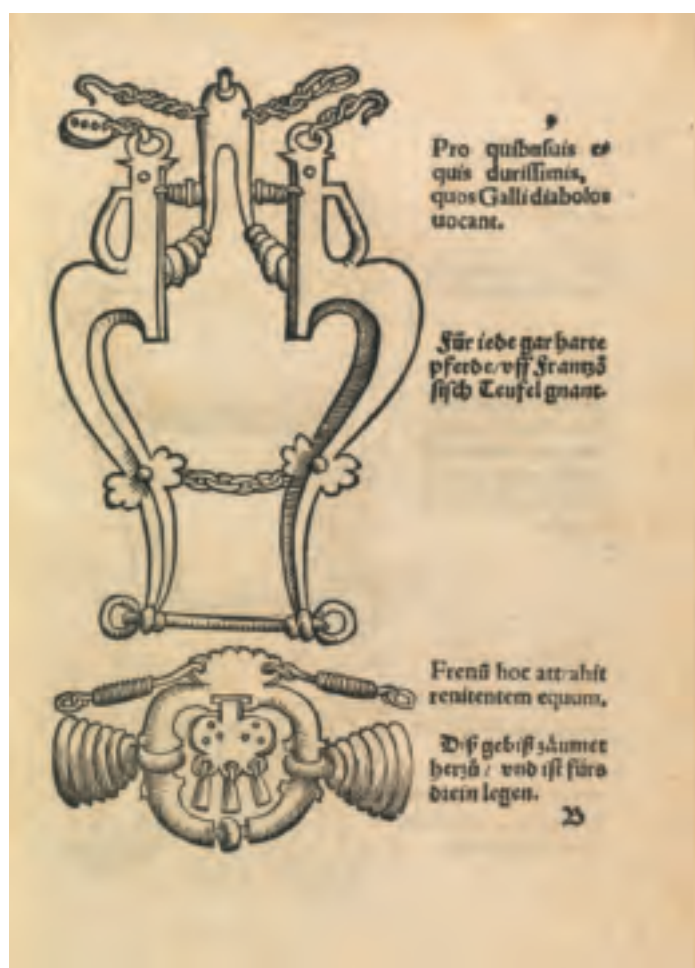 9
Pro quibusuis e=
quis durissimis,
quos Galli diabolos
uocant.
Für iede gar harte
pferde/vff Frantzö
sisch Teufel gnant.
Frenū hoc attrahit
renitentem equum.
Diß gebiß zäumet
herzů / vnd ist fürs
drein legen.
B